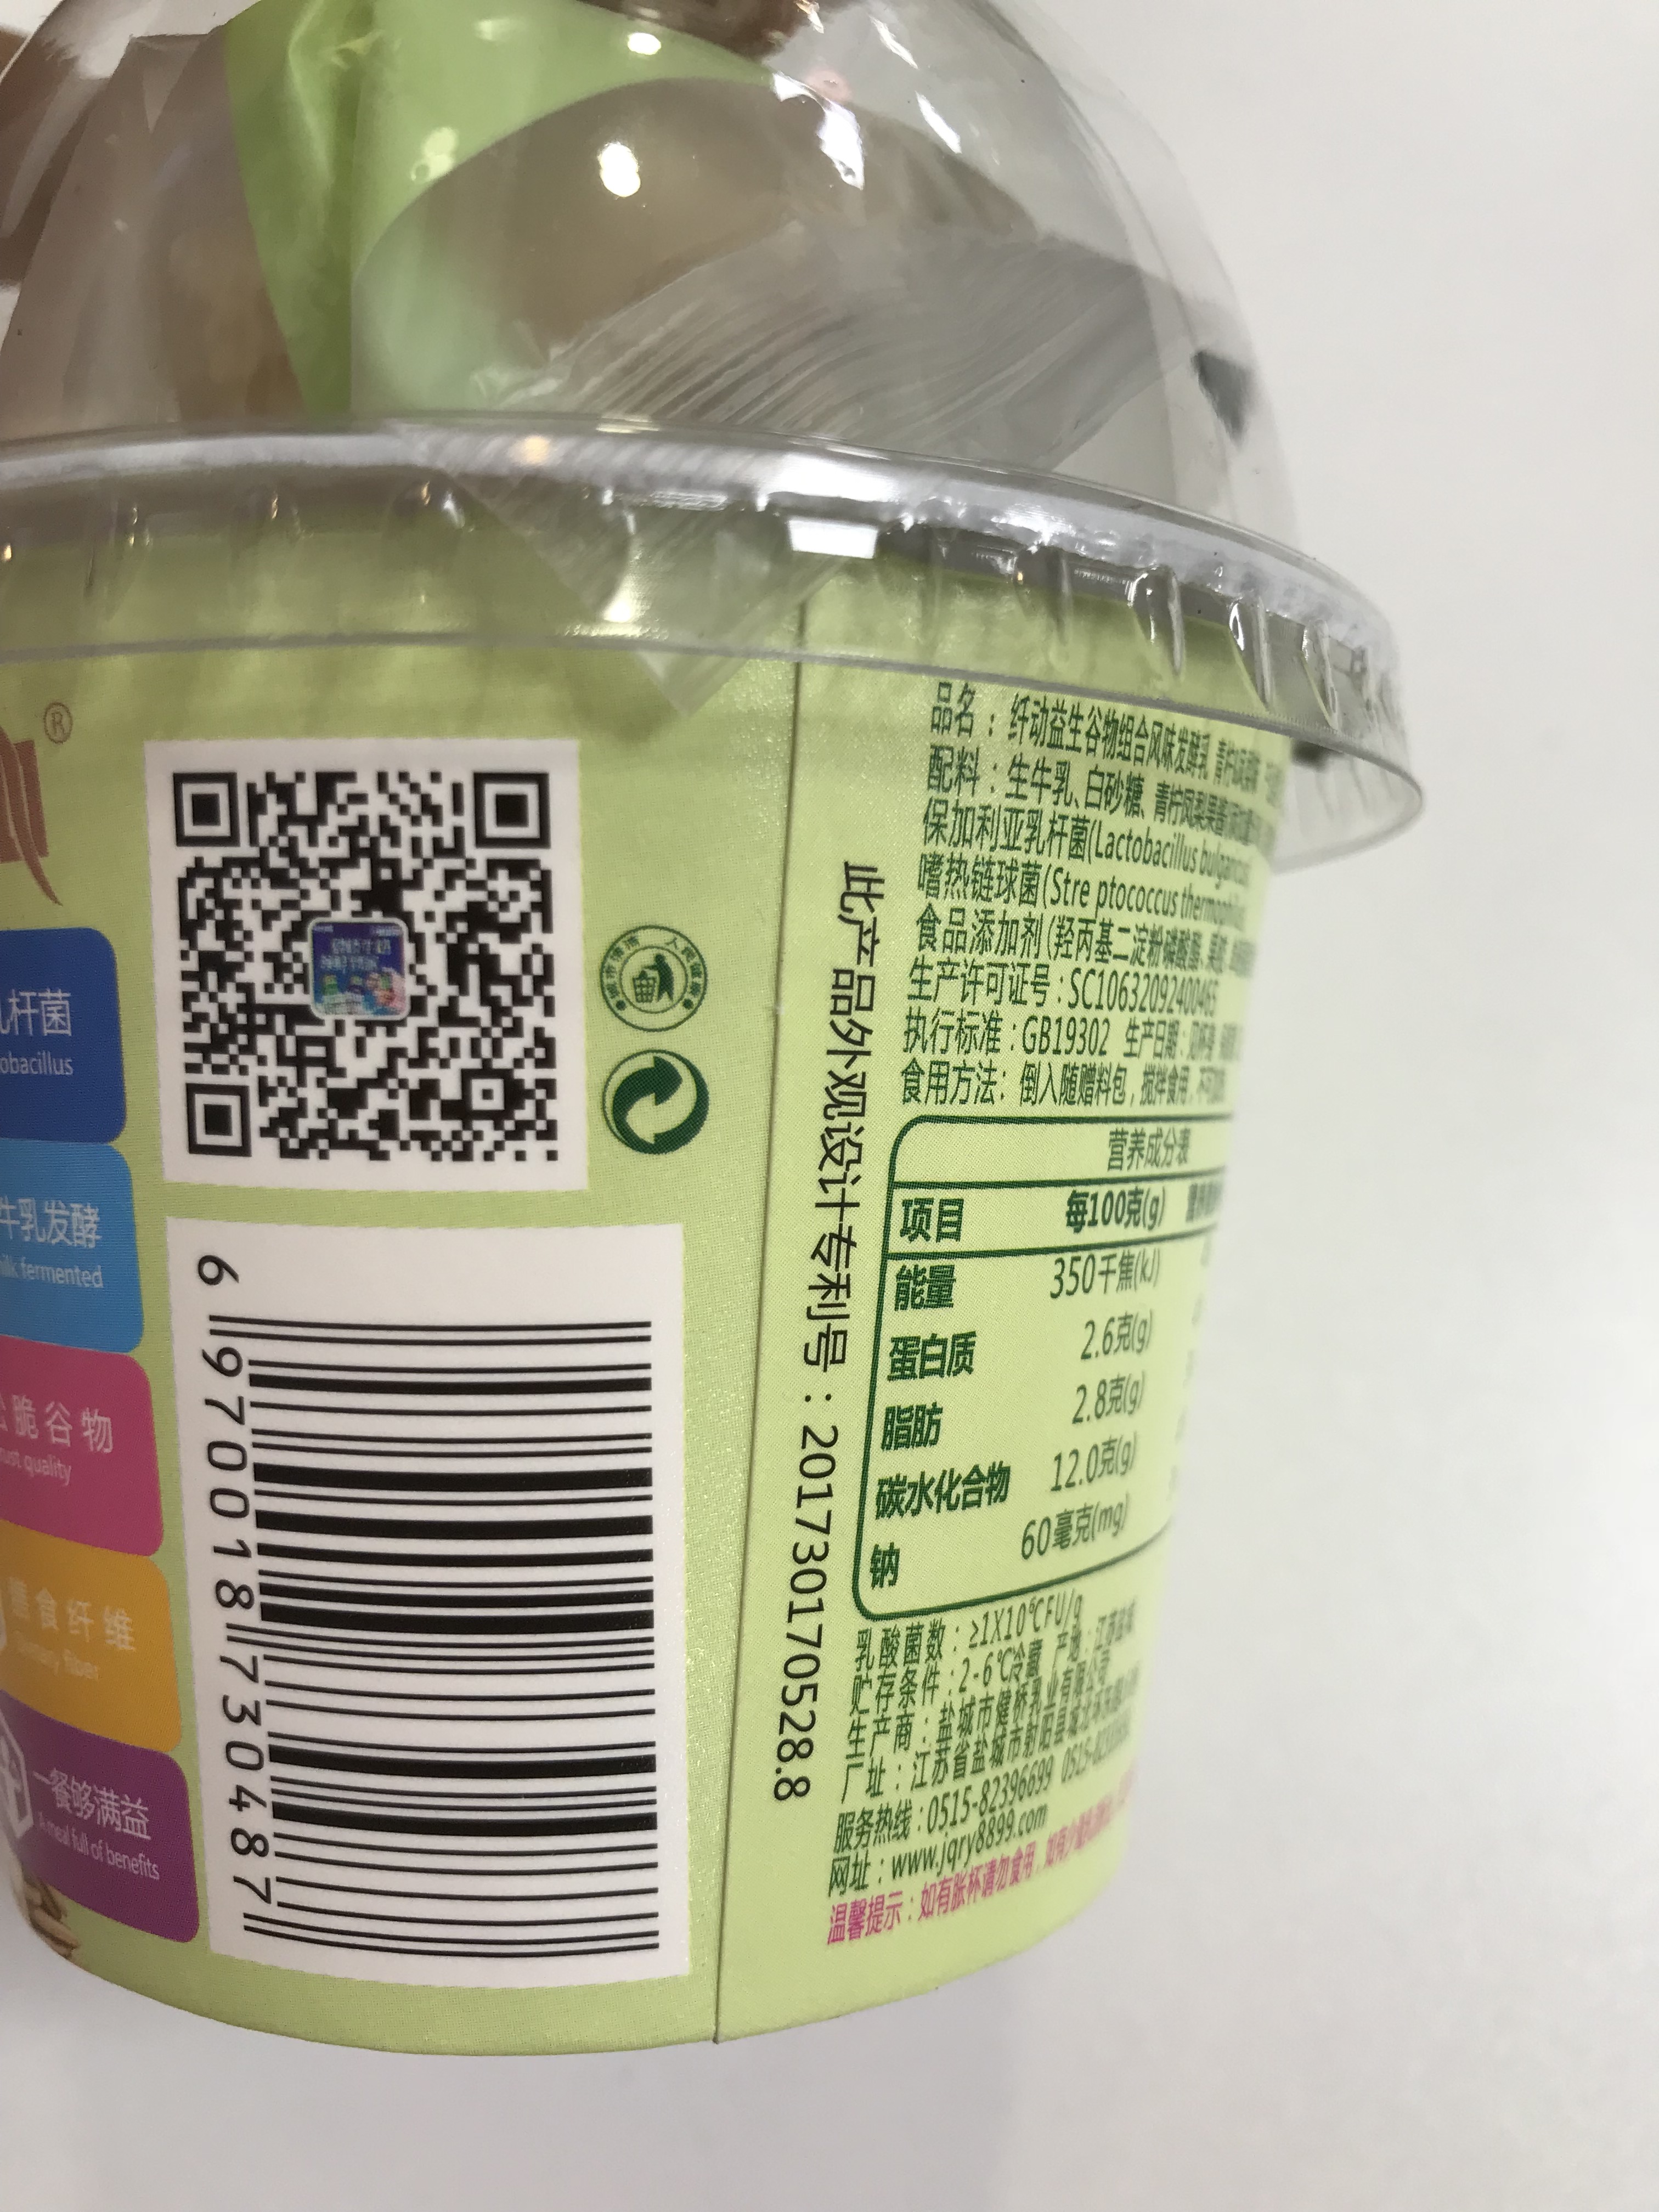 ®
乳杆菌
obacillus
牛乳发酵
milk fermented
脆谷物
quality
膳食纤维
fiber
一餐够满益
A meal full of benefits
6 970018 730487
此产品外观设计专利号：201730170528.8
品名：纤动益生谷物组合风味发酵乳
配料：生牛乳、白砂糖、青柠凤梨果酱
保加利亚乳杆菌(Lactobacillus bulgaricus
嗜热链球菌(Stre ptococcus thermophilus
食品添加剂(羟丙基二淀粉磷酸酯、果胶
生产许可证号:SC10632092400465
执行标准:GB19302 生产日期:见杯身
食用方法：倒入随赠料包,搅拌食用,不可
营养成分表
项目 每100克(g)
能量 350千焦(kJ)
蛋白质 2.6克(g)
脂肪 2.8克(g)
碳水化合物 12.0克(g)
钠 60毫克(mg)
乳酸菌数：≥1X10⁶CFU/g
贮存条件:2-6℃冷藏 产地:江苏盐城
生产商:盐城市健桥乳业有限公司
厂址:江苏省盐城市射阳县
服务热线:0515-82396699 0515-
网址:www.jqry8899.com
温馨提示:如有胀杯请勿食用,如有少量